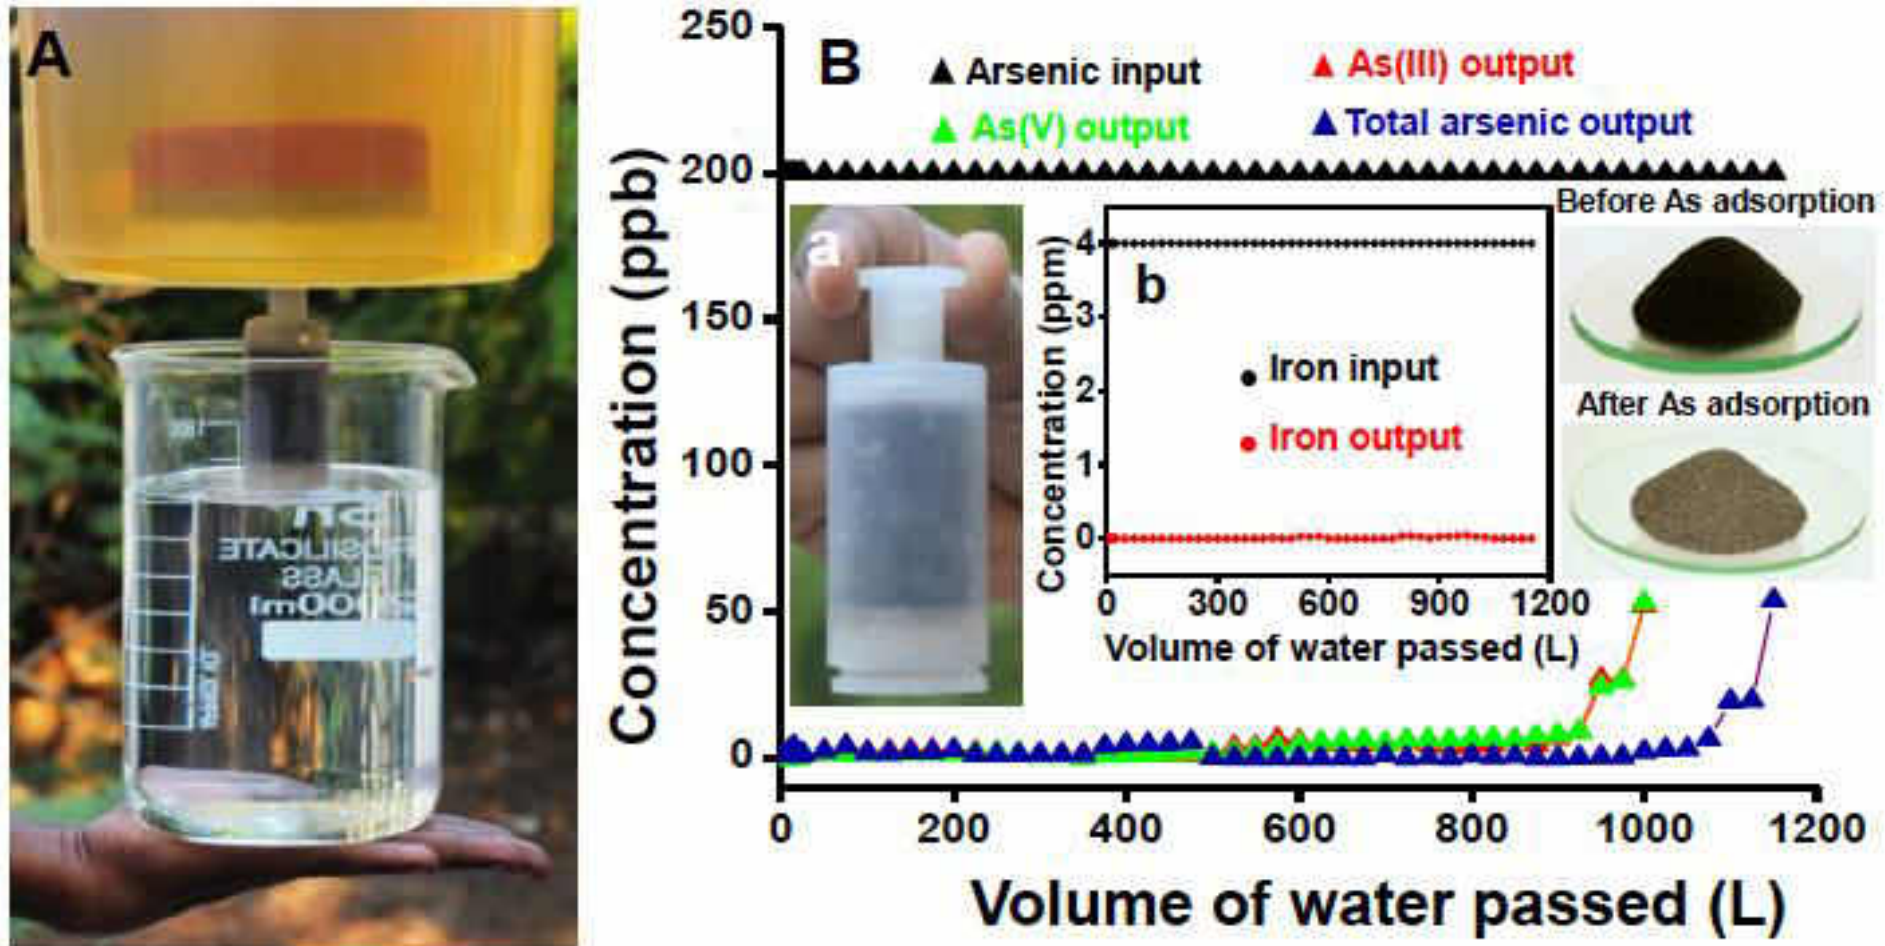 A
B
▲ Arsenic input
▲ As(III) output
▲ As(V) output
▲ Total arsenic output
Concentration (ppb)
250
200
150
100
50
0
0 200 400 600 800 1000 1200
Volume of water passed (L)
a
b
Concentration (ppm)
4
3
2
1
0
Iron input
Iron output
0 300 600 900 1200
Volume of water passed (L)
Before As adsorption
After As adsorption